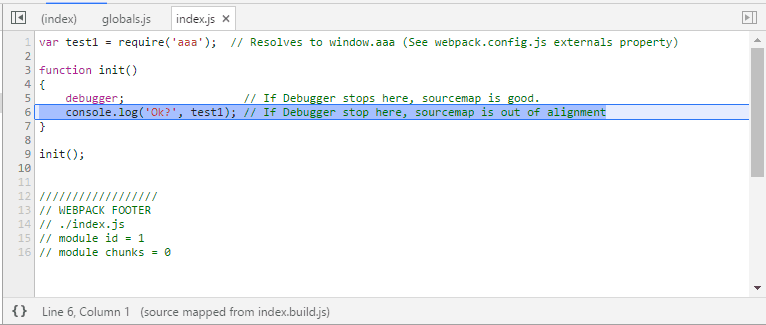 (index) globals.js index.js ×
1 var test1 = require('aaa');  // Resolves to window.aaa (See webpack.config.js externals property)
2
3 function init()
4 {
5     debugger;                  // If Debugger stops here, sourcemap is good.
6     console.log('Ok?', test1); // If Debugger stop here, sourcemap is out of alignment
7 }
8
9 init();
10
11
12 //////////////////
13 // WEBPACK FOOTER
14 // ./index.js
15 // module id = 1
16 // module chunks = 0
{} Line 6, Column 1 (source mapped from index.build.js)